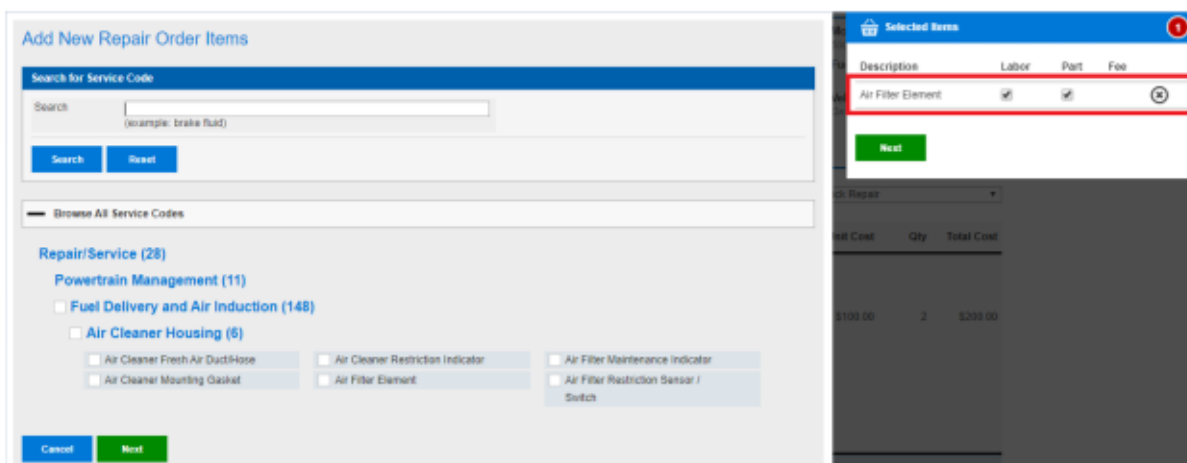 Add New Repair Order Items
Search for Service Code
Search
(example: brake fluid)
Search Reset
Browse All Service Codes
Repair/Service (28)
Powertrain Management (11)
Fuel Delivery and Air Induction (148)
Air Cleaner Housing (6)
Air Cleaner Fresh Air Duct/Hose Air Cleaner Restriction Indicator Air Filter Maintenance Indicator
Air Cleaner Mounting Gasket Air Filter Element Air Filter Restriction Sensor /
Switch
Cancel Next
Selected Items 1
Description Labor Part Fee
Air Filter Element
Next
Repair
Unit Cost Qty Total Cost
$100.00 2 $200.00